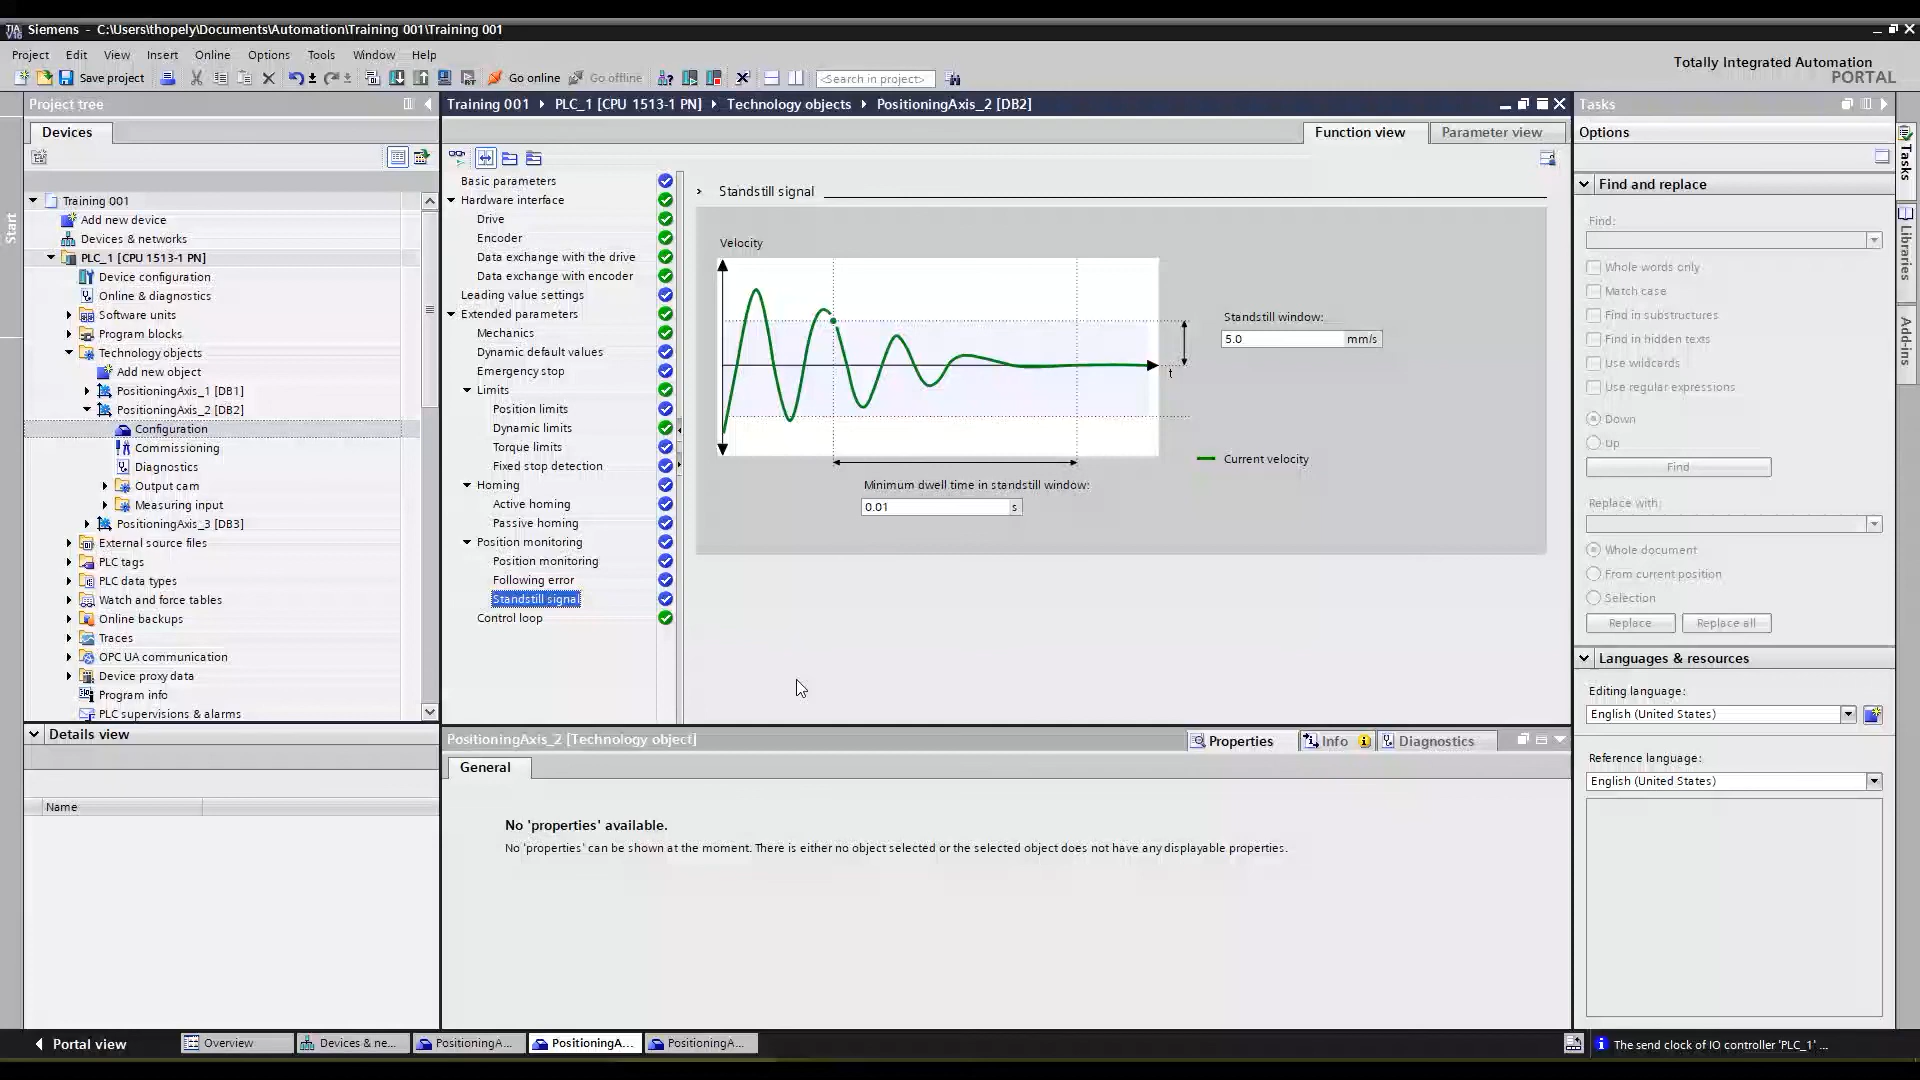 Siemens - C:\Users\thopely\Documents\Automation\Training 001\Training 001
Project Edit View Insert Online Options Tools Window Help
Save project Go online Go offline <Search in project>
Totally Integrated Automation
PORTAL
Project tree
Devices
Start
Training 001
Add new device
Devices & networks
PLC_1 [CPU 1513-1 PN]
Device configuration
Online & diagnostics
Software units
Program blocks
Technology objects
Add new object
PositioningAxis_1 [DB1]
PositioningAxis_2 [DB2]
Configuration
Commissioning
Diagnostics
Output cam
Measuring input
PositioningAxis_3 [DB3]
External source files
PLC tags
PLC data types
Watch and force tables
Online backups
Traces
OPC UA communication
Device proxy data
Program info
PLC supervisions & alarms
Details view
Name
Training 001 PLC_1 [CPU 1513-1 PN] Technology objects PositioningAxis_2 [DB2]
Function view Parameter view
Basic parameters
Hardware interface
Drive
Encoder
Data exchange with the drive
Data exchange with encoder
Leading value settings
Extended parameters
Mechanics
Dynamic default values
Emergency stop
Limits
Position limits
Dynamic limits
Torque limits
Fixed stop detection
Homing
Active homing
Passive homing
Position monitoring
Position monitoring
Following error
Standstill signal
Control loop
Standstill signal
Velocity
t
Standstill window:
5.0 mm/s
Current velocity
Minimum dwell time in standstill window:
0.01 s
PositioningAxis_2 [Technology object]
Properties Info Diagnostics
General
No 'properties' available.
No 'properties' can be shown at the moment. There is either no object selected or the selected object does not have any displayable properties.
Tasks
Options
Find and replace
Find:
Whole words only
Match case
Find in substructures
Find in hidden texts
Use wildcards
Use regular expressions
Down
Up
Find
Replace with:
Whole document
From current position
Selection
Replace Replace all
Languages & resources
Editing language:
English (United States)
Reference language:
English (United States)
Tasks
Libraries
Add-ins
Portal view Overview Devices & ne... PositioningA... PositioningA... PositioningA...
The send clock of IO controller 'PLC_1' ...